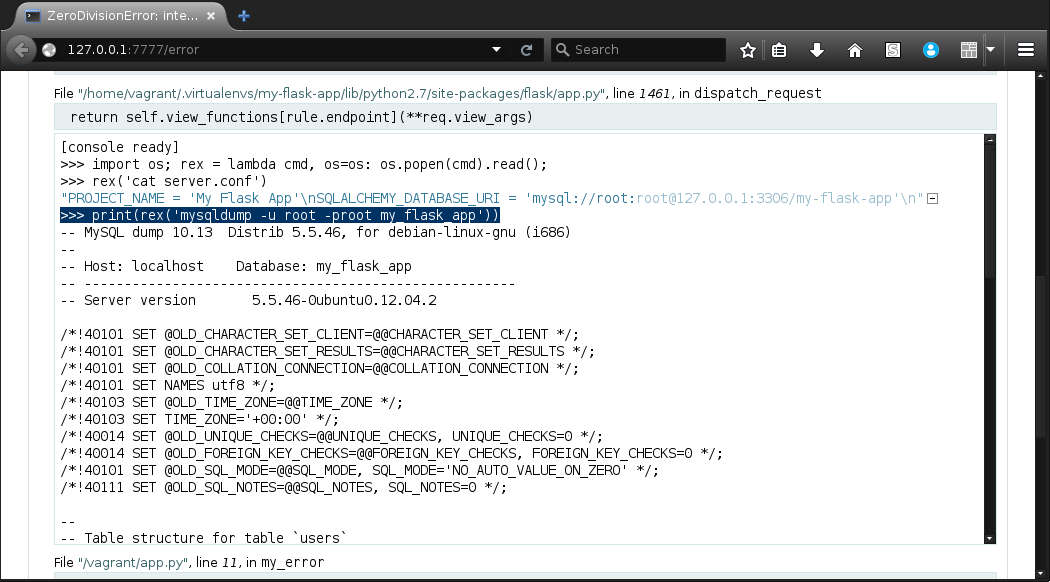 ZeroDivisionError: inte...
127.0.0.1:7777/error
Search
File "/home/vagrant/.virtualenvs/my-flask-app/lib/python2.7/site-packages/flask/app.py", line 1461, in dispatch_request
return self.view_functions[rule.endpoint](**req.view_args)
[console ready]
>>> import os; rex = lambda cmd, os=os: os.popen(cmd).read();
>>> rex('cat server.conf')
"PROJECT_NAME = 'My Flask App'\nSQLALCHEMY_DATABASE_URI = 'mysql://root:root@127.0.0.1:3306/my-flask-app'\n"
>>> print(rex('mysqldump -u root -proot my_flask_app'))
-- MySQL dump 10.13  Distrib 5.5.46, for debian-linux-gnu (i686)
--
-- Host: localhost    Database: my_flask_app
-- ------------------------------------------------------
-- Server version       5.5.46-0ubuntu0.12.04.2
/*!40101 SET @OLD_CHARACTER_SET_CLIENT=@@CHARACTER_SET_CLIENT */;
/*!40101 SET @OLD_CHARACTER_SET_RESULTS=@@CHARACTER_SET_RESULTS */;
/*!40101 SET @OLD_COLLATION_CONNECTION=@@COLLATION_CONNECTION */;
/*!40101 SET NAMES utf8 */;
/*!40103 SET @OLD_TIME_ZONE=@@TIME_ZONE */;
/*!40103 SET TIME_ZONE='+00:00' */;
/*!40014 SET @OLD_UNIQUE_CHECKS=@@UNIQUE_CHECKS, UNIQUE_CHECKS=0 */;
/*!40014 SET @OLD_FOREIGN_KEY_CHECKS=@@FOREIGN_KEY_CHECKS, FOREIGN_KEY_CHECKS=0 */;
/*!40101 SET @OLD_SQL_MODE=@@SQL_MODE, SQL_MODE='NO_AUTO_VALUE_ON_ZERO' */;
/*!40111 SET @OLD_SQL_NOTES=@@SQL_NOTES, SQL_NOTES=0 */;
--
-- Table structure for table `users`
File "/vagrant/app.py", line 11, in my_error